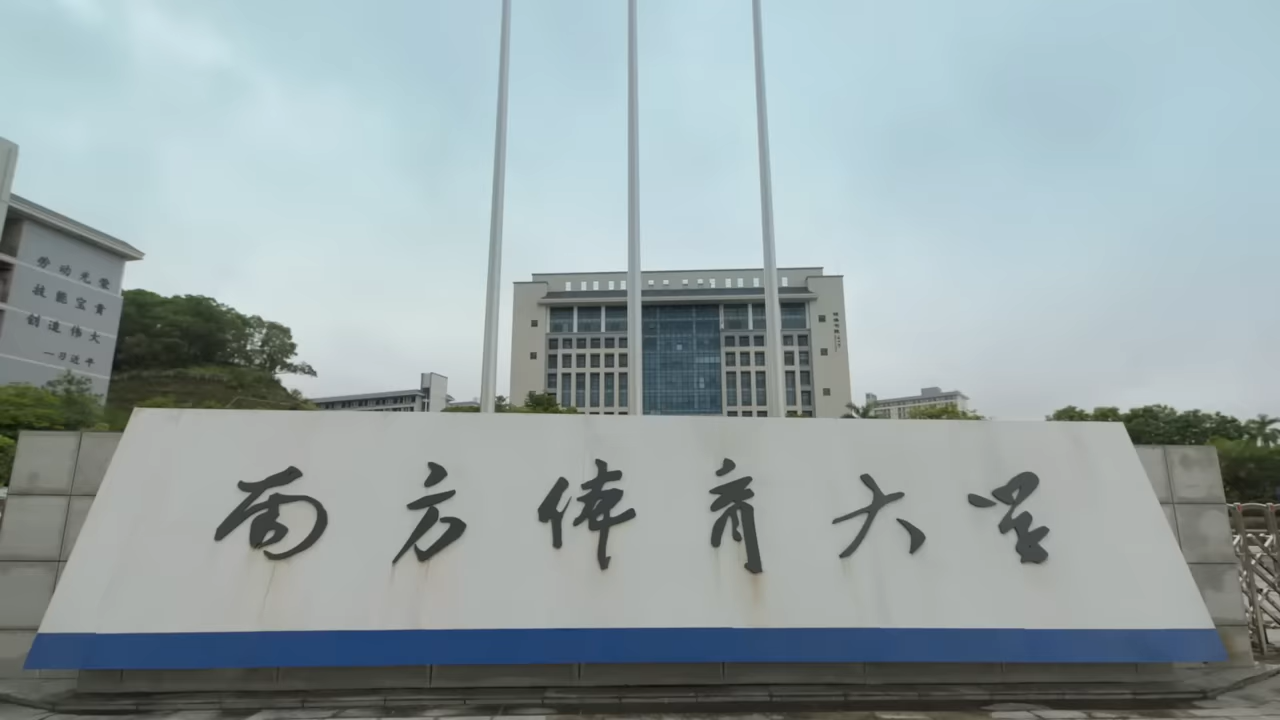 劳动光荣
技能宝贵
创造伟大
—习近平
南方体育大学